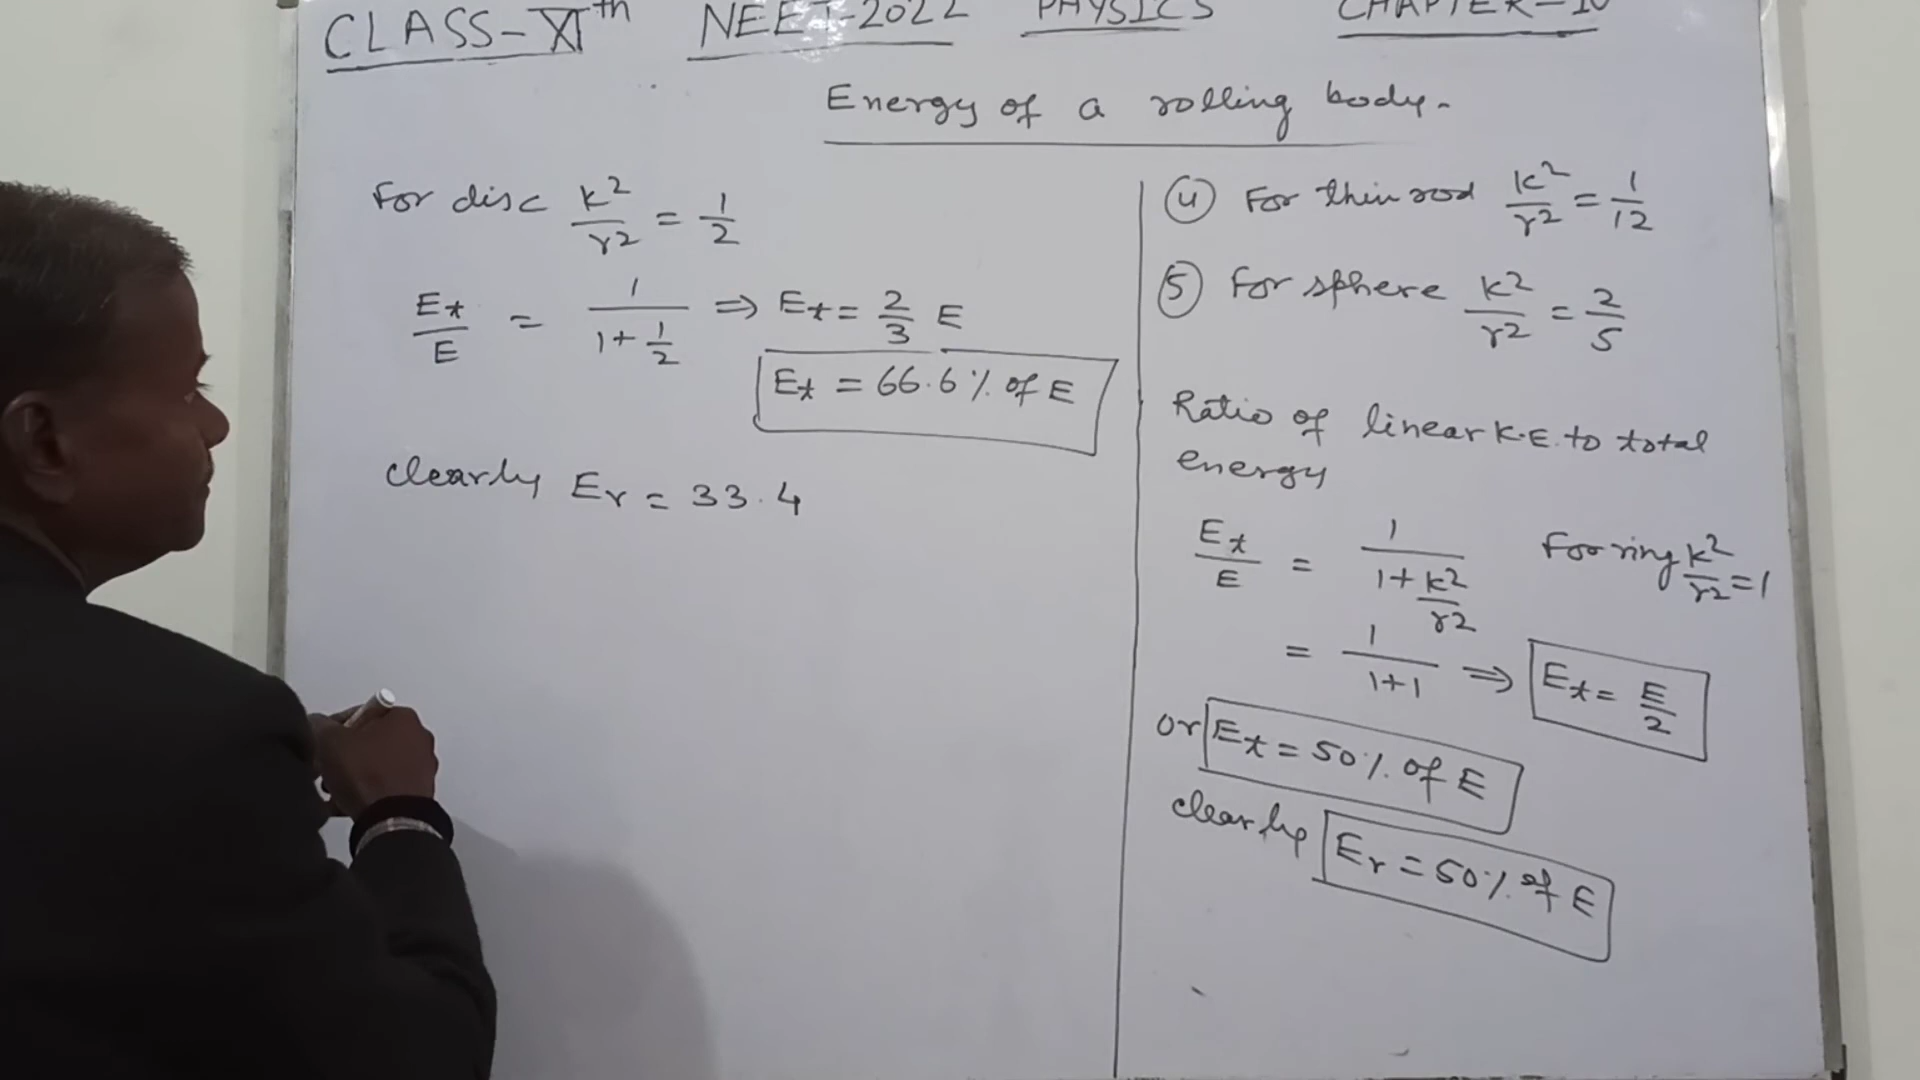 CLASS-XIth NEET-2022 PHYSICS CHAPTER-IV
Energy of a rolling body.
For disc k²/r² = 1/2
Et/E = 1/(1+1/2) ⇒ Et = 2/3 E
Et = 66.6% of E
clearly Er = 33.4
④ For thin rod k²/r² = 1/12
⑤ For sphere k²/r² = 2/5
Ratio of linear K.E. to total
energy
Et/E = 1/(1+k²/r²) For ring k²/r² = 1
= 1/(1+1) ⇒ Et = E/2
or Et = 50% of E
clearly Er = 50% of E